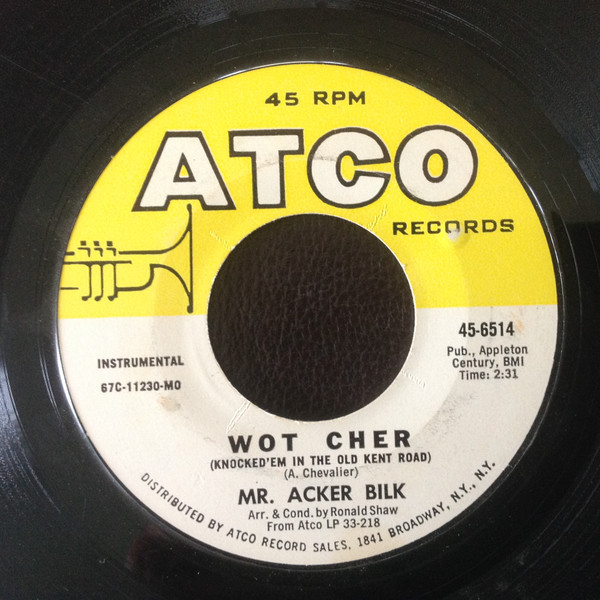 45 RPM
ATCO
RECORDS
45-6514
Pub., Appleton
Century, BMI
Time: 2:31
INSTRUMENTAL
67C-11230-MO
WOT CHER
(KNOCKED'EM IN THE OLD KENT ROAD)
(A. Chevalier)
MR. ACKER BILK
Arr. & Cond. by Ronald Shaw
From Atco LP 33-218
DISTRIBUTED BY ATCO RECORD SALES, 1841 BROADWAY, N.Y., N.Y.